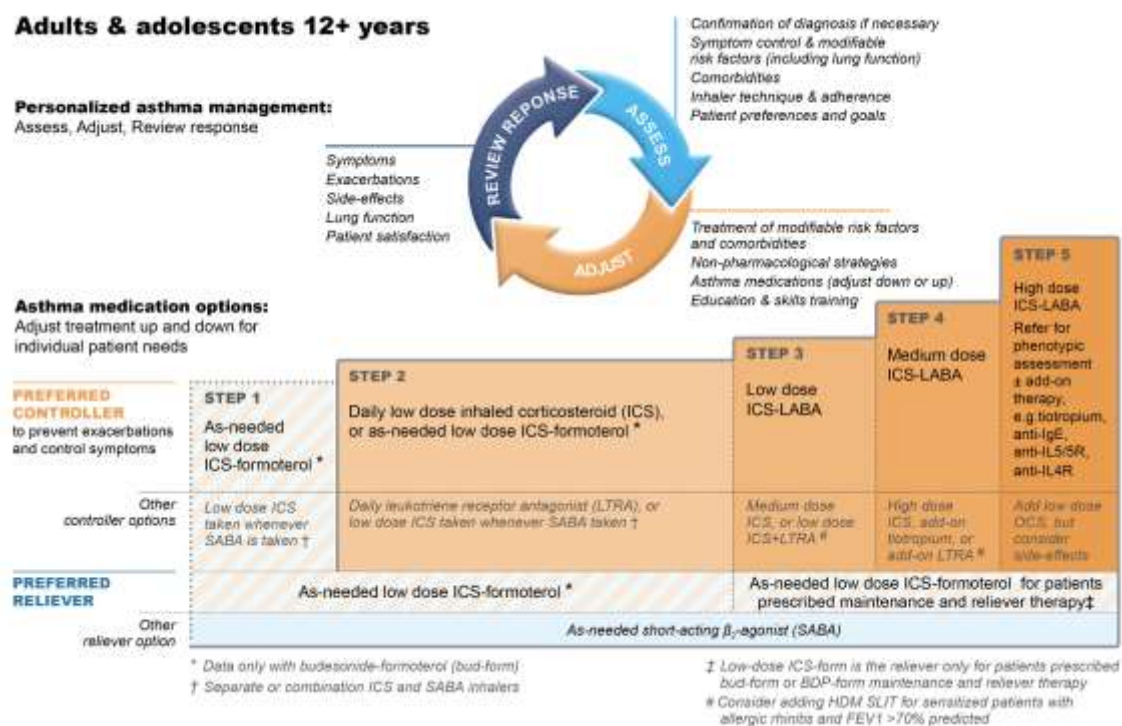 Adults & adolescents 12+ years
Personalized asthma management:
Assess, Adjust, Review response
Confirmation of diagnosis if necessary
Symptom control & modifiable
risk factors (including lung function)
Comorbidities
Inhaler technique & adherence
Patient preferences and goals
REVIEW REPONSE
ASSESS
ADJUST
Symptoms
Exacerbations
Side-effects
Lung function
Patient satisfaction
Treatment of modifiable risk factors
and comorbidities
Non-pharmacological strategies
Asthma medications (adjust down or up)
Education & skills training
Asthma medication options:
Adjust treatment up and down for
individual patient needs
PREFERRED
CONTROLLER
to prevent exacerbations
and control symptoms
STEP 1
As-needed
low dose
ICS-formoterol *
STEP 2
Daily low dose inhaled corticosteroid (ICS),
or as-needed low dose ICS-formoterol *
STEP 3
Low dose
ICS-LABA
STEP 4
Medium dose
ICS-LABA
STEP 5
High dose
ICS-LABA
Refer for
phenotypic
assessment
± add-on
therapy,
e.g.tiotropium,
anti-IgE,
anti-IL5/5R,
anti-IL4R
Other
controller options
Low dose ICS
taken whenever
SABA is taken †
Daily leukotriene receptor antagonist (LTRA), or
low dose ICS taken whenever SABA taken †
Medium dose
ICS, or low dose
ICS+LTRA #
High dose
ICS, add-on
tiotropium, or
add-on LTRA #
Add low dose
OCS, but
consider
side-effects
PREFERRED
RELIEVER
As-needed low dose ICS-formoterol *
As-needed low dose ICS-formoterol for patients
prescribed maintenance and reliever therapy‡
Other
reliever option
As-needed short-acting β₂-agonist (SABA)
* Data only with budesonide-formoterol (bud-form)
† Separate or combination ICS and SABA inhalers
‡ Low-dose ICS-form is the reliever only for patients prescribed
bud-form or BDP-form maintenance and reliever therapy
# Consider adding HDM SLIT for sensitized patients with
allergic rhinitis and FEV1 >70% predicted